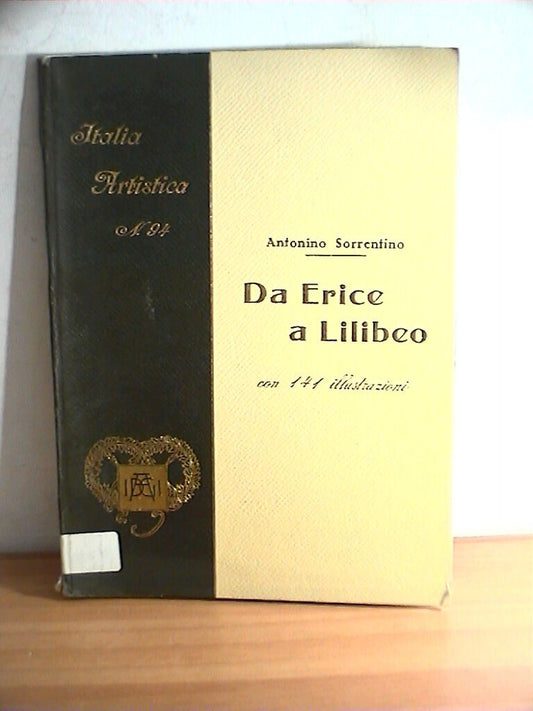 Italia
Artistica
N. 94
Antonino Sorrentino
Da Erice
a Lilibeo
con 141 illustrazioni